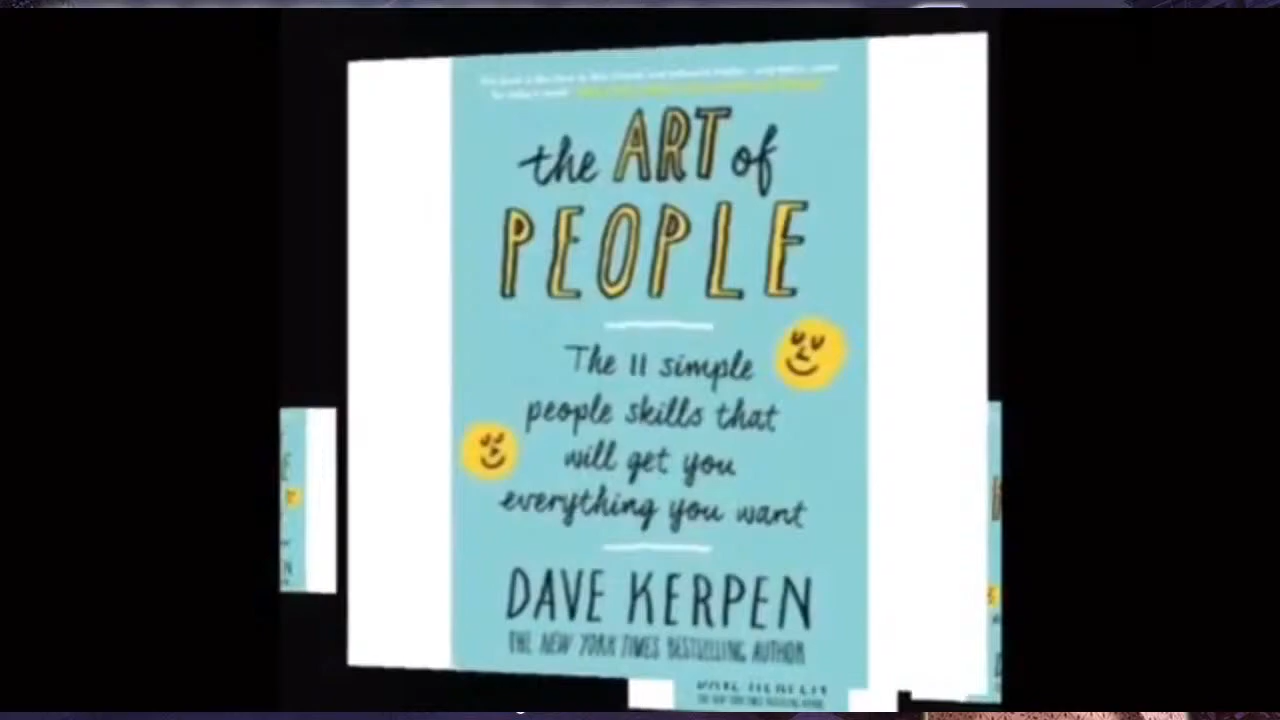 the ART of
PEOPLE
The 11 simple
people skills that
will get you
everything you want
DAVE KERPEN
THE NEW YORK TIMES BESTSELLING AUTHOR